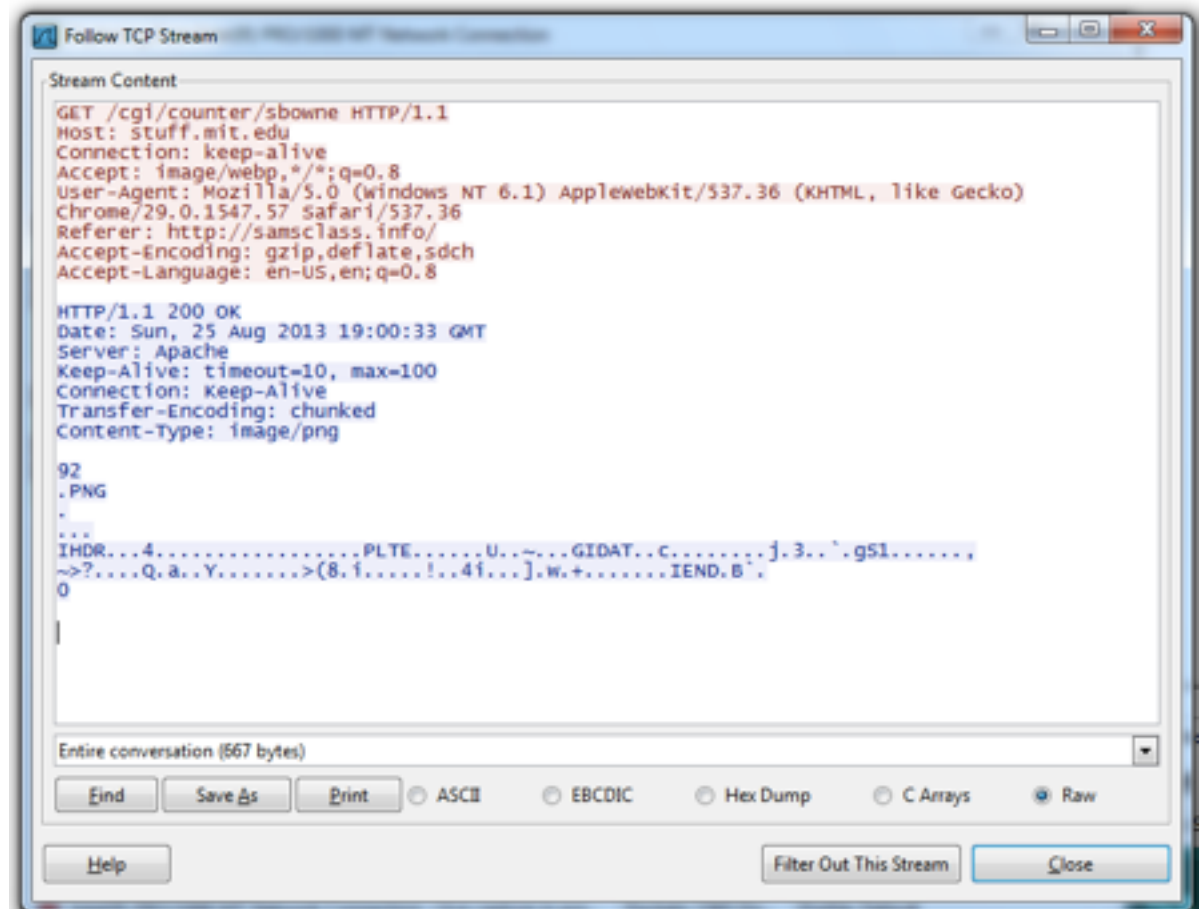 Follow TCP Stream
Stream Content
GET /cgi/counter/sbowne HTTP/1.1
Host: stuff.mit.edu
Connection: keep-alive
Accept: image/webp,*/*;q=0.8
User-Agent: Mozilla/5.0 (Windows NT 6.1) AppleWebKit/537.36 (KHTML, like Gecko)
Chrome/29.0.1547.57 Safari/537.36
Referer: http://samsclass.info/
Accept-Encoding: gzip,deflate,sdch
Accept-Language: en-US,en;q=0.8
HTTP/1.1 200 OK
Date: Sun, 25 Aug 2013 19:00:33 GMT
Server: Apache
Keep-Alive: timeout=10, max=100
Connection: Keep-Alive
Transfer-Encoding: chunked
Content-Type: image/png
92
.PNG
.
...
IHDR...4.................PLTE......U..~...GIDAT..c........j.3..`.gS1.......,
~>?....Q.a..Y.......>(8.i.....!..4i...].w.+.......IEND.B`.
0
Entire conversation (667 bytes)
Find Save As Print ASCII EBCDIC Hex Dump C Arrays Raw
Help Filter Out This Stream Close